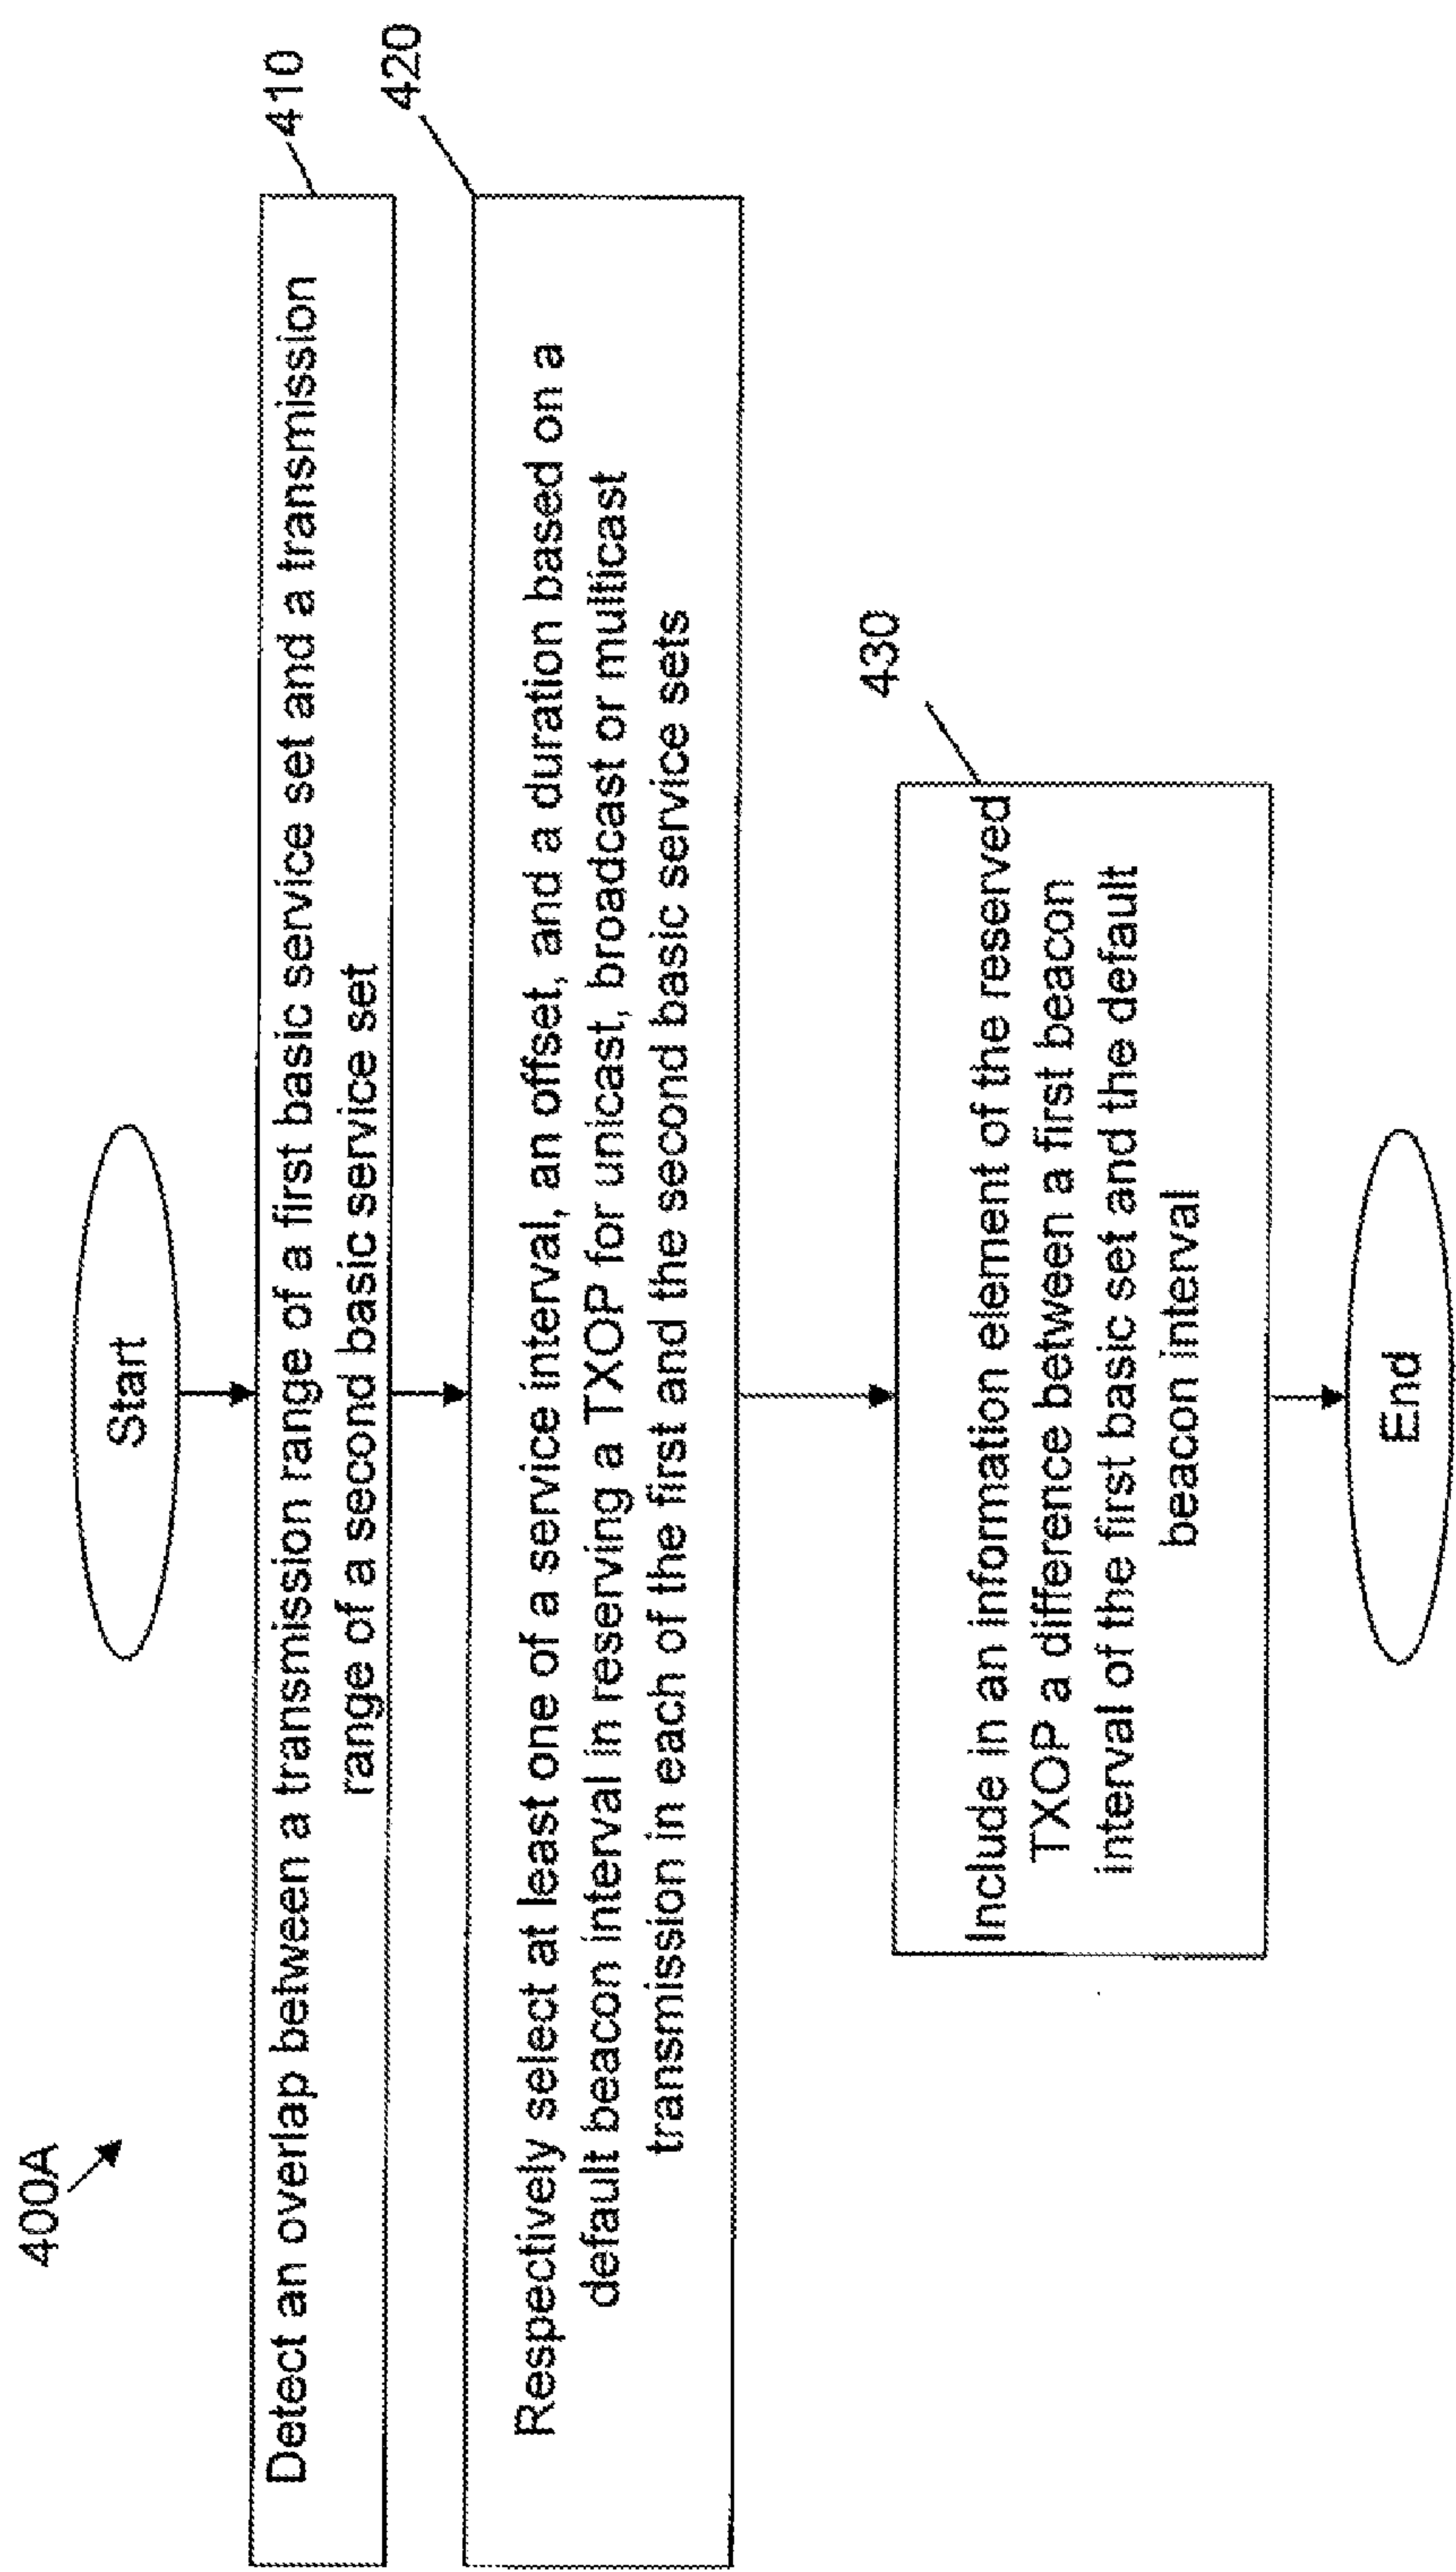 400A
Start
Detect an overlap between a transmission range of a first basic service set and a transmission
range of a second basic service set
410
Respectively select at least one of a service interval, an offset, and a duration based on a
default beacon interval in reserving a TXOP for unicast, broadcast or multicast
transmission in each of the first and the second basic service sets
420
Include in an information element of the reserved
TXOP a difference between a first beacon
interval of the first basic set and the default
beacon interval
430
End